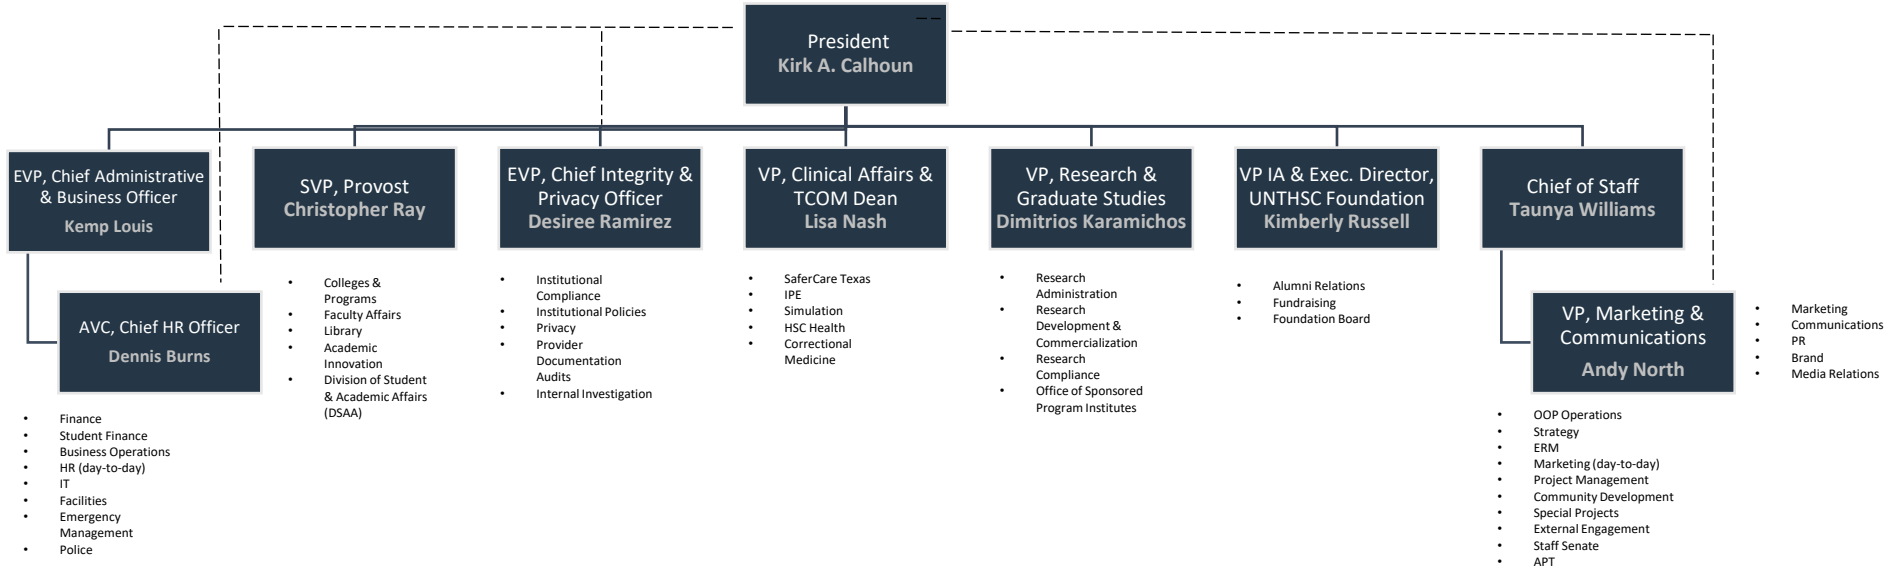 President
Kirk A. Calhoun
EVP, Chief Administrative
& Business Officer
Kemp Louis
SVP, Provost
Christopher Ray
EVP, Chief Integrity &
Privacy Officer
Desiree Ramirez
VP, Clinical Affairs &
TCOM Dean
Lisa Nash
VP, Research &
Graduate Studies
Dimitrios Karamichos
VP IA & Exec. Director,
UNTHSC Foundation
Kimberly Russell
Chief of Staff
Taunya Williams
AVC, Chief HR Officer
Dennis Burns
• Finance
• Student Finance
• Business Operations
• HR (day-to-day)
• IT
• Facilities
• Emergency
Management
• Police
• Colleges &
Programs
• Faculty Affairs
• Library
• Academic
Innovation
• Division of Student
& Academic Affairs
(DSAA)
• Institutional
Compliance
• Institutional Policies
• Privacy
• Provider
Documentation
Audits
• Internal Investigation
• SaferCare Texas
• IPE
• Simulation
• HSC Health
• Correctional
Medicine
• Research
Administration
• Research
Development &
Commercialization
• Research
Compliance
• Office of Sponsored
Program Institutes
• Alumni Relations
• Fundraising
• Foundation Board
VP, Marketing &
Communications
Andy North
• Marketing
• Communications
• PR
• Brand
• Media Relations
• OOP Operations
• Strategy
• ERM
• Marketing (day-to-day)
• Project Management
• Community Development
• Special Projects
• External Engagement
• Staff Senate
• APT